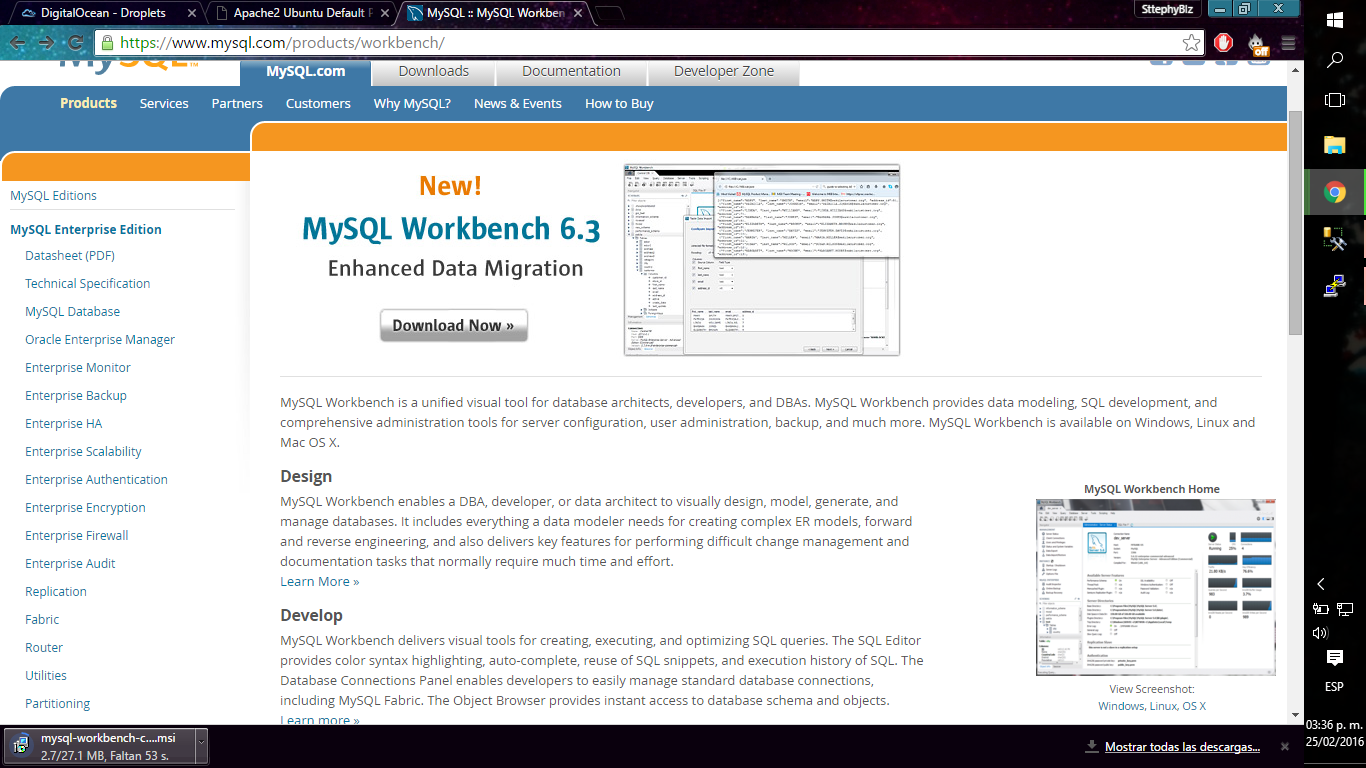 DigitalOcean - Droplets
Apache2 Ubuntu Default P
MySQL :: MySQL Workben
SttephyBiz
https://www.mysql.com/products/workbench/
MySQL™
MySQL.com
Downloads
Documentation
Developer Zone
Products
Services
Partners
Customers
Why MySQL?
News & Events
How to Buy
MySQL Editions
MySQL Enterprise Edition
Datasheet (PDF)
Technical Specification
MySQL Database
Oracle Enterprise Manager
Enterprise Monitor
Enterprise Backup
Enterprise HA
Enterprise Scalability
Enterprise Authentication
Enterprise Encryption
Enterprise Firewall
Enterprise Audit
Replication
Fabric
Router
Utilities
Partitioning
New!
MySQL Workbench 6.3
Enhanced Data Migration
Download Now »
MySQL Workbench is a unified visual tool for database architects, developers, and DBAs. MySQL Workbench provides data modeling, SQL development, and
comprehensive administration tools for server configuration, user administration, backup, and much more. MySQL Workbench is available on Windows, Linux and
Mac OS X.
Design
MySQL Workbench enables a DBA, developer, or data architect to visually design, model, generate, and
manage databases. It includes everything a data modeler needs for creating complex ER models, forward
and reverse engineering, and also delivers key features for performing difficult change management and
documentation tasks that normally require much time and effort.
Learn More »
Develop
MySQL Workbench delivers visual tools for creating, executing, and optimizing SQL queries. The SQL Editor
provides color syntax highlighting, auto-complete, reuse of SQL snippets, and execution history of SQL. The
Database Connections Panel enables developers to easily manage standard database connections,
including MySQL Fabric. The Object Browser provides instant access to database schema and objects.
Learn more »
MySQL Workbench Home
View Screenshot:
Windows, Linux, OS X
off
ESP
03:36 p. m.
25/02/2016
mysql-workbench-c....msi
2.7/27.1 MB, Faltan 53 s.
Mostrar todas las descargas...